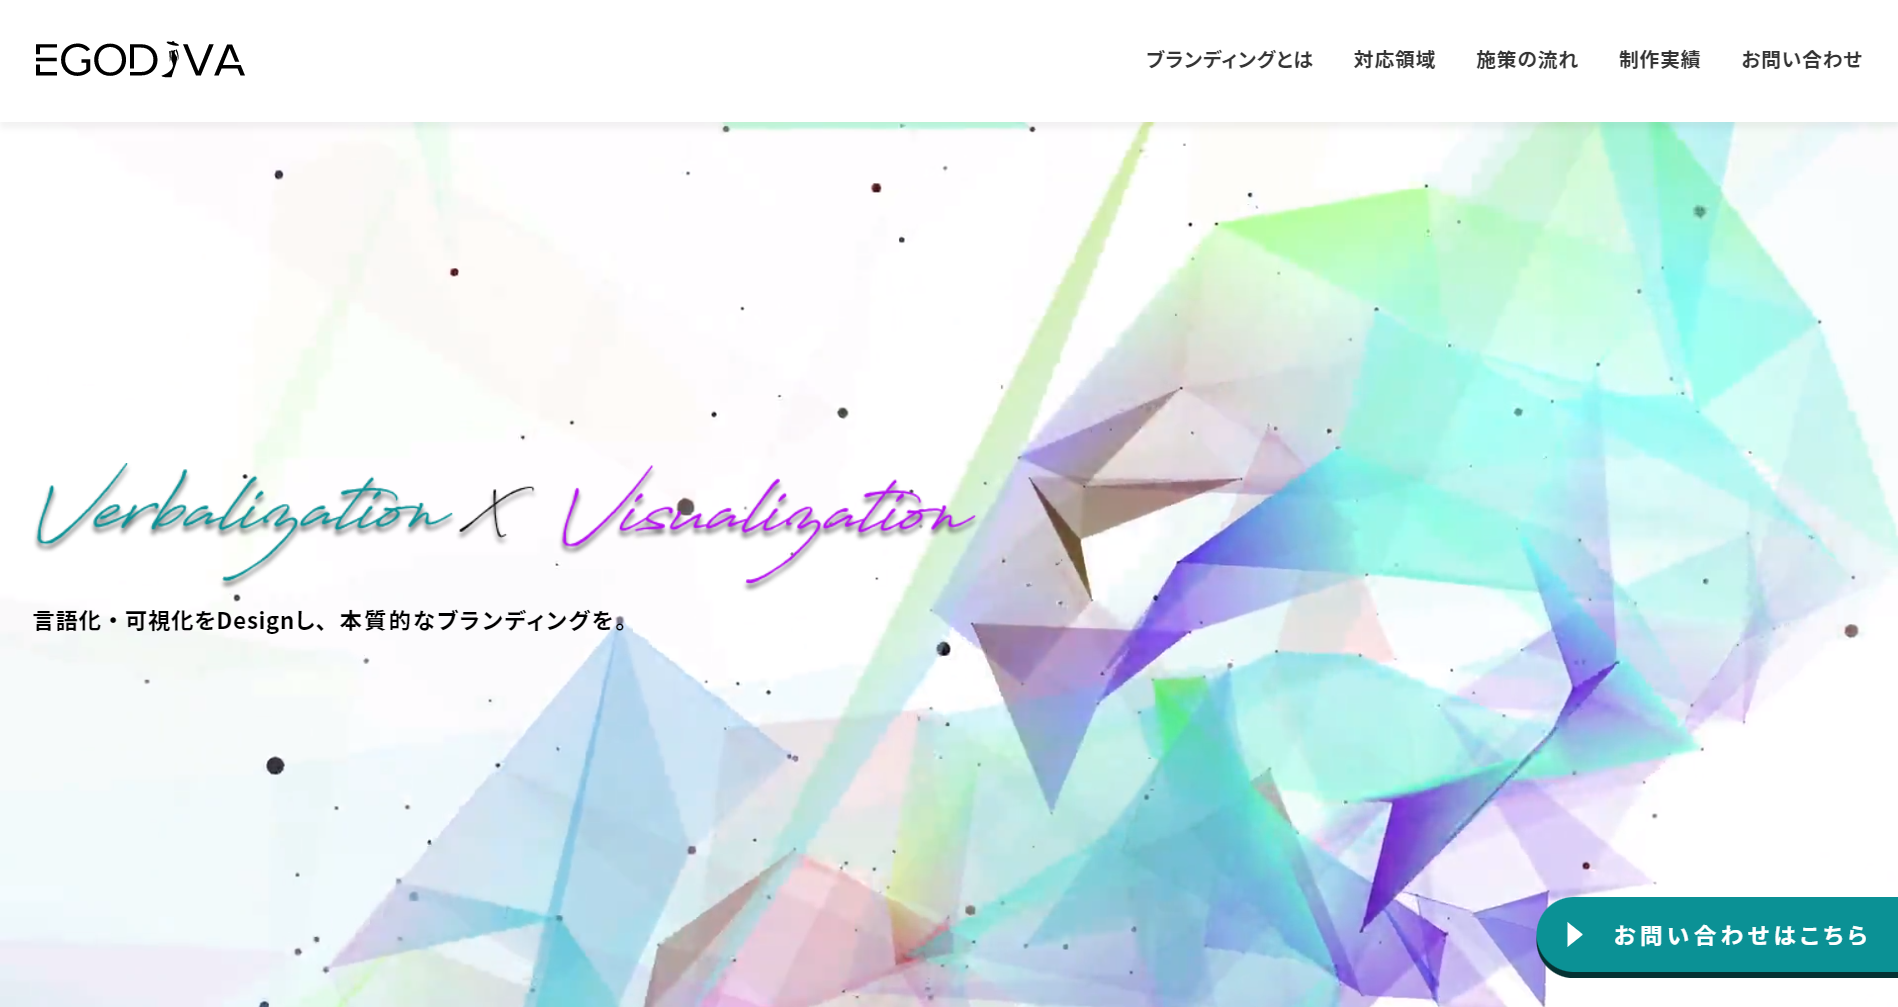 EGODIVA
ブランディングとは 対応領域 施策の流れ 制作実績 お問い合わせ
Verbalization X Visualization
言語化・可視化をDesignし、本質的なブランディングを。
お問い合わせはこちら